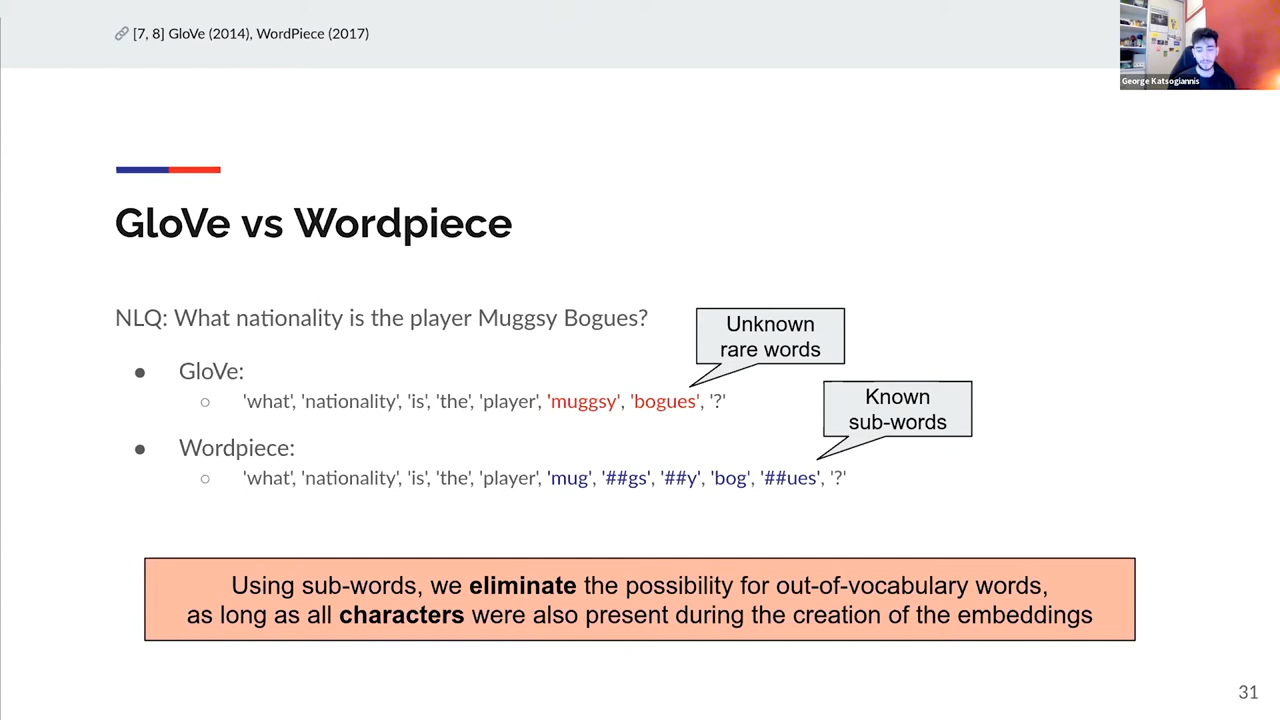 [7, 8] GloVe (2014), WordPiece (2017)
George Katsogiannis
GloVe vs Wordpiece
NLQ: What nationality is the player Muggsy Bogues?
Unknown
rare words
● GloVe:
○ 'what', 'nationality', 'is', 'the', 'player', 'muggsy', 'bogues', '?'
Known
sub-words
● Wordpiece:
○ 'what', 'nationality', 'is', 'the', 'player', 'mug', '##gs', '##y', 'bog', '##ues', '?'
Using sub-words, we eliminate the possibility for out-of-vocabulary words,
as long as all characters were also present during the creation of the embeddings
31